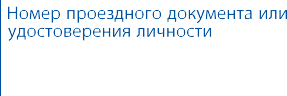 Номер проездного документа или
удостоверения личности